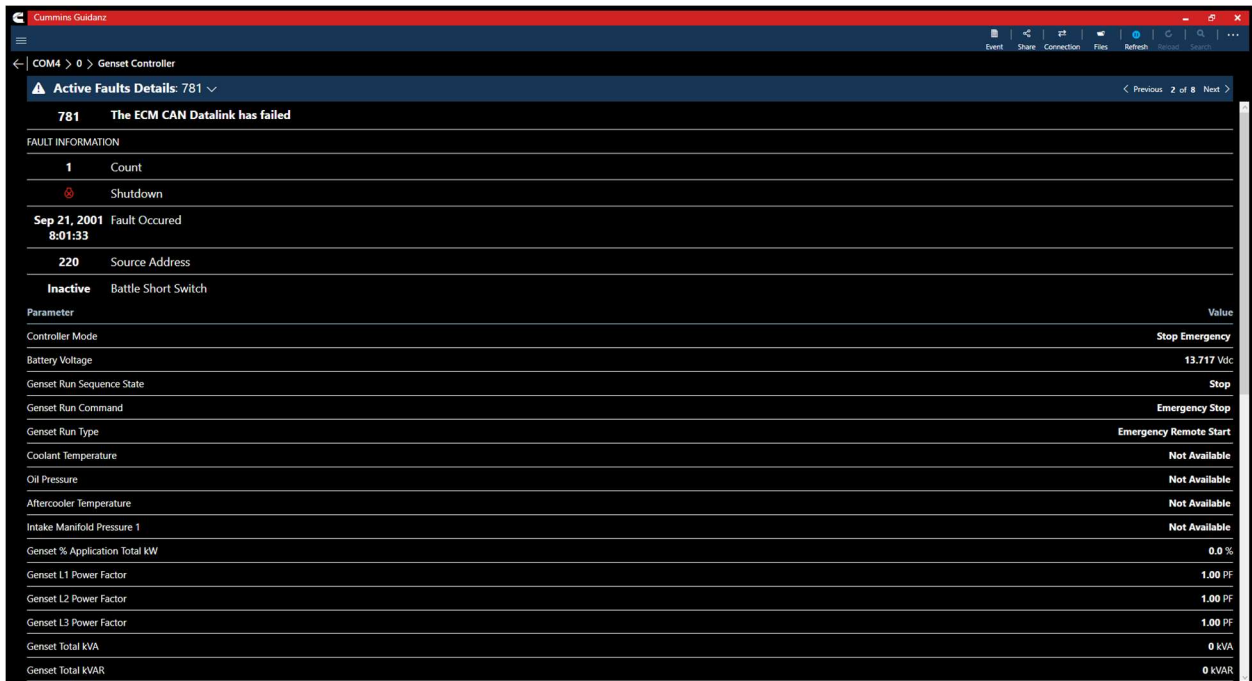 Cummins Guidanz
Event Share Connection Files Refresh Reload Search
COM4 > 0 > Genset Controller
Active Faults Details: 781
< Previous 2 of 8 Next >
781 The ECM CAN Datalink has failed
FAULT INFORMATION
1 Count
Shutdown
Sep 21, 2001 Fault Occured
8:01:33
220 Source Address
Inactive Battle Short Switch
Parameter Value
Controller Mode Stop Emergency
Battery Voltage 13.717 Vdc
Genset Run Sequence State Stop
Genset Run Command Emergency Stop
Genset Run Type Emergency Remote Start
Coolant Temperature Not Available
Oil Pressure Not Available
Aftercooler Temperature Not Available
Intake Manifold Pressure 1 Not Available
Genset % Application Total kW 0.0 %
Genset L1 Power Factor 1.00 PF
Genset L2 Power Factor 1.00 PF
Genset L3 Power Factor 1.00 PF
Genset Total kVA 0 kVA
Genset Total kVAR 0 kVAR